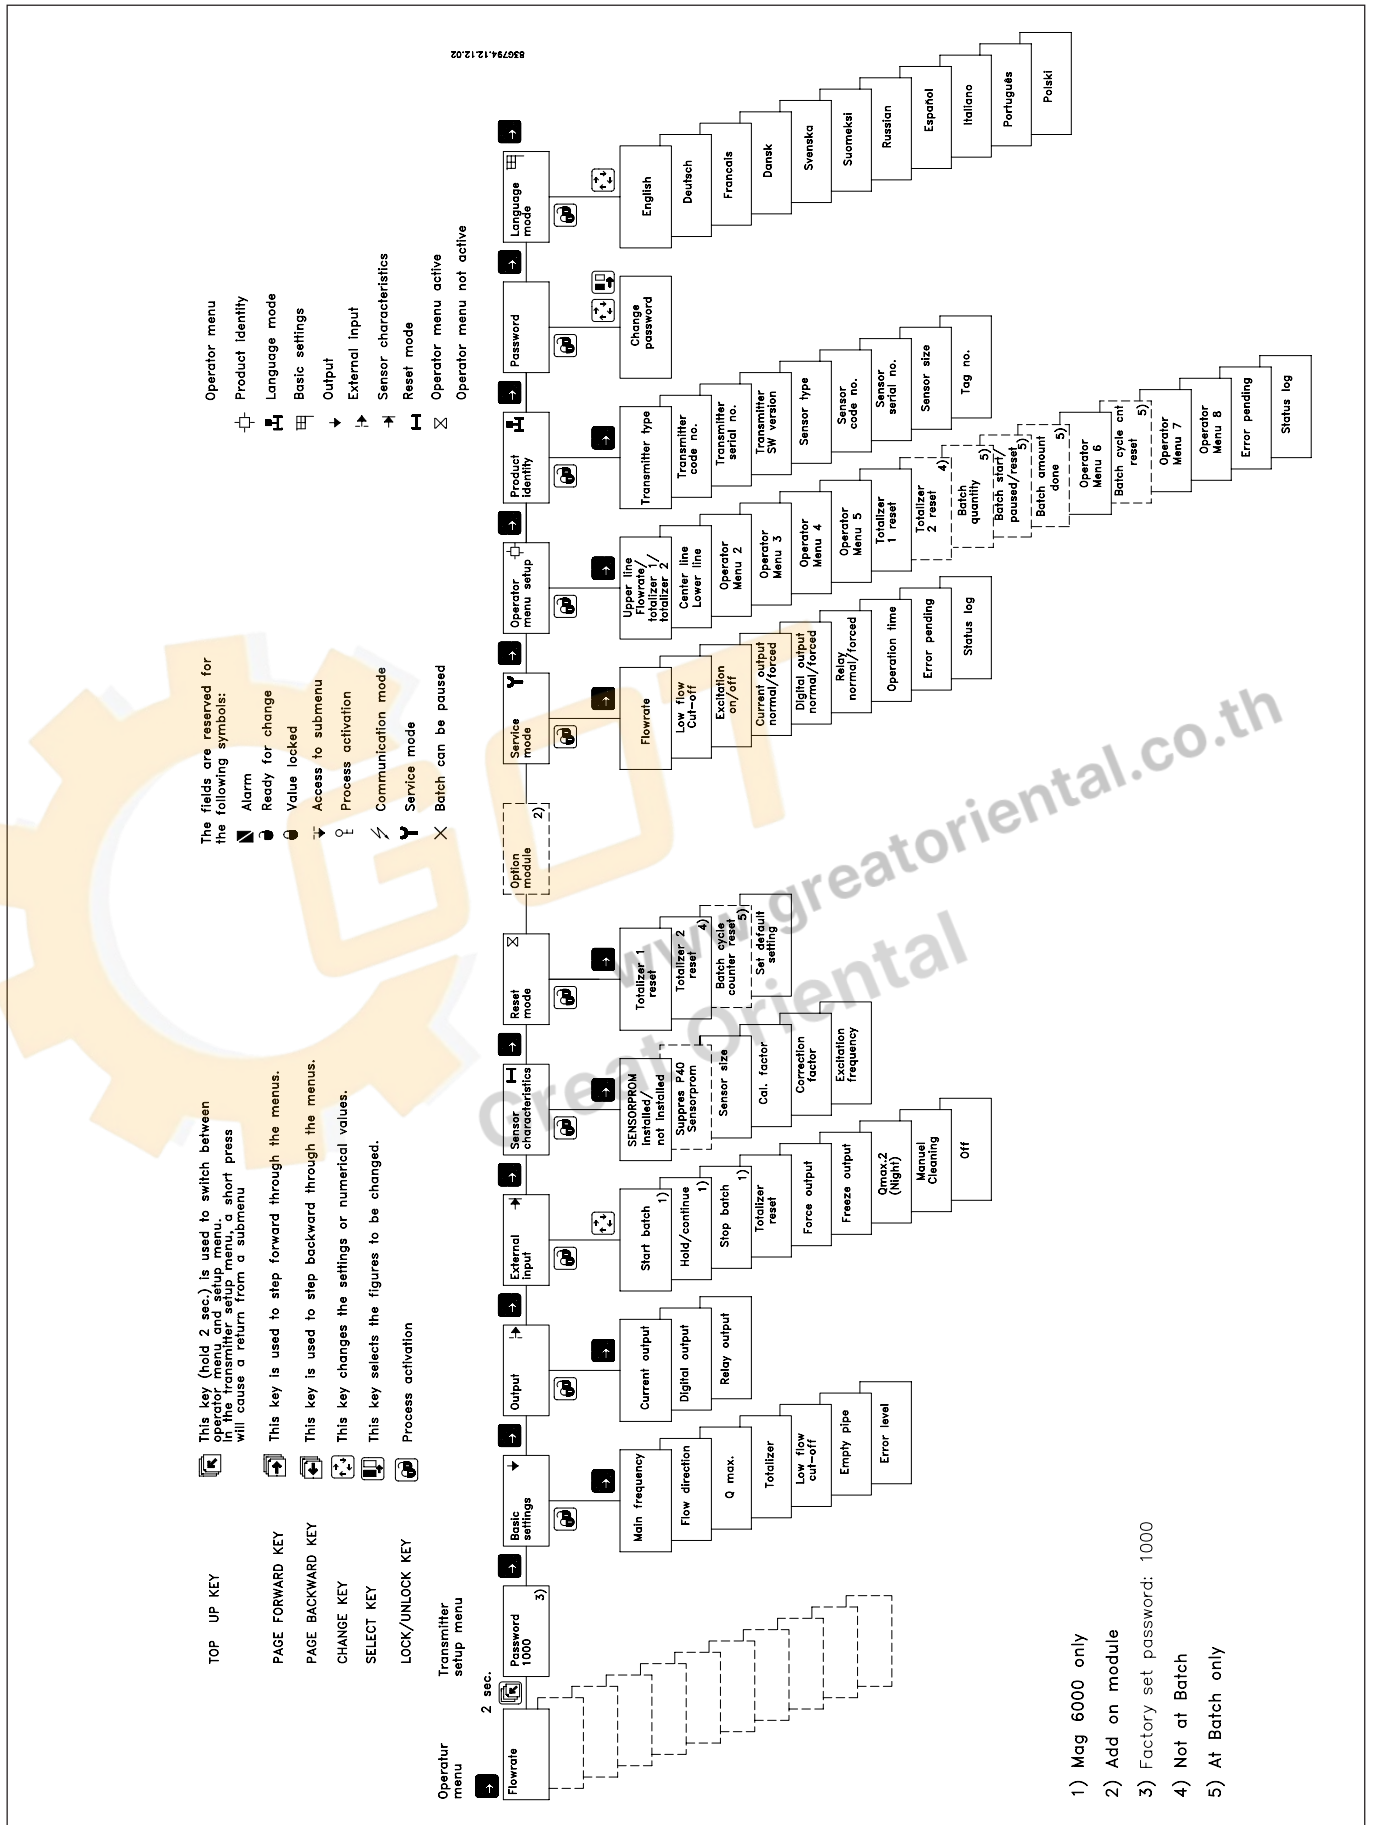 83G794.12.12.02
TOP UP KEY
This key (hold 2 sec.) is used to switch between
operator menu and setup menu.
In the transmitter setup menu, a short press
will cause a return from a submenu
PAGE FORWARD KEY
This key is used to step forward through the menus.
PAGE BACKWARD KEY
This key is used to step backward through the menus.
CHANGE KEY
This key changes the settings or numerical values.
SELECT KEY
This key selects the figures to be changed.
LOCK/UNLOCK KEY
Process activation
The fields are reserved for
the following symbols:
Alarm
Ready for change
Value locked
Access to submenu
Process activation
Communication mode
Service mode
Batch can be paused
Operator menu
Product identity
Language mode
Basic settings
Output
External input
Sensor characteristics
Reset mode
Operator menu active
Operator menu not active
Operatur
menu
2 sec.
Transmitter
setup menu
Flowrate
Password
1000
3)
Basic
settings
Main frequency
Flow direction
Q max.
Totalizer
Low flow
cut-off
Empty pipe
Error level
Output
Current output
Digital output
Relay output
External
input
Start batch
1)
Hold/continue
1)
Stop batch
1)
Totalizer
reset
Force output
Freeze output
Qmax.2
(Night)
Manuel
Cleaning
Off
Sensor
characteristics
SENSORPROM
installed/
not installed
Suppres P40
Sensorprom
Sensor size
Cal. factor
Correction
factor
Excitation
frequency
Reset
mode
Totalizer 1
reset
Totalizer 2
reset
4)
Batch cycle
counter reset
5)
Set default
setting
Option
module
2)
Service
mode
Flowrate
Low flow
Cut-off
Excitation
on/off
Current output
normal/forced
Digital output
normal/forced
Relay
normal/forced
Operation time
Error pending
Status log
Operator
menu setup
Upper line
Flowrate/
totalizer 1/
totalizer 2
Center line
Lower line
Operator
Menu 2
Operator
Menu 3
Operator
Menu 4
Operator
Menu 5
Totalizer
1 reset
Totalizer
2 reset
4)
Batch
quantity
5)
Batch start/
paused/reset
5)
Batch amount
done
5)
Operator
Menu 6
Batch cycle cnt
reset
5)
Operator
Menu 7
Operator
Menu 8
Error pending
Status log
Product
identity
Transmitter type
Transmitter
code no.
Transmitter
serial no.
Transmitter
SW version
Sensor type
Sensor
code no.
Sensor
serial no.
Sensor size
Tag no.
Password
Change
password
Language
mode
English
Deutsch
Francais
Dansk
Svenska
Suomeksi
Russian
Español
Italiano
Português
Polski
1) Mag 6000 only
2) Add on module
3) Factory set password: 1000
4) Not at Batch
5) At Batch only
GOT
www.greatoriental.co.th
Great Oriental